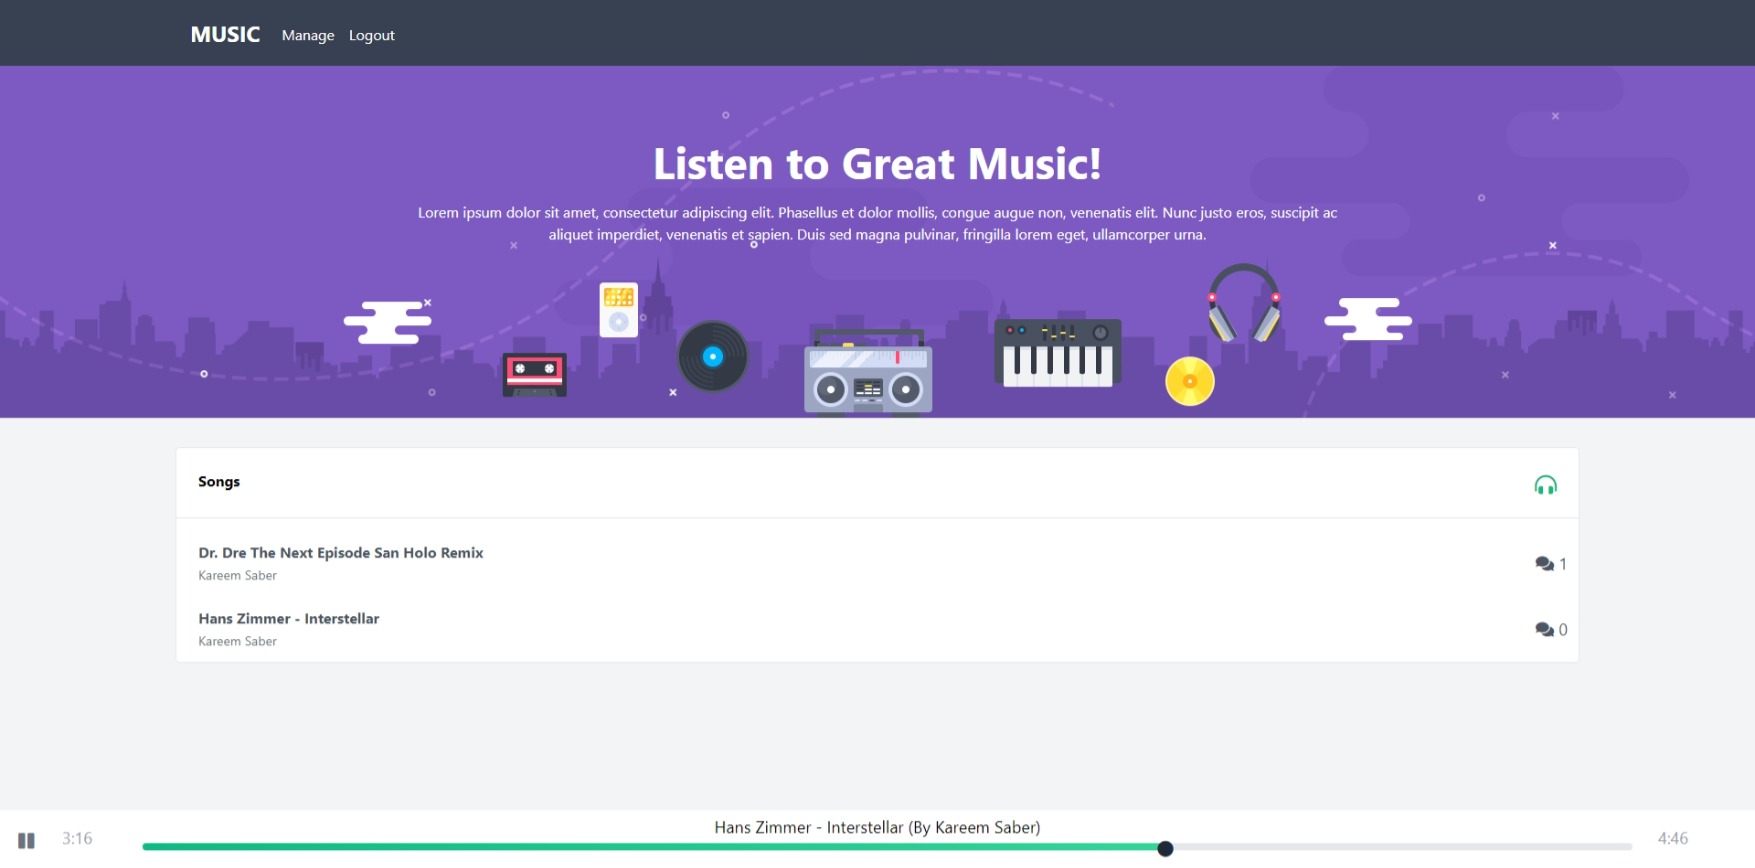 MUSIC Manage Logout
Listen to Great Music!
Lorem ipsum dolor sit amet, consectetur adipiscing elit. Phasellus et dolor mollis, congue augue non, venenatis elit. Nunc justo eros, suscipit ac
aliquet imperdiet, venenatis et sapien. Duis sed magna pulvinar, fringilla lorem eget, ullamcorper urna.
Songs
Dr. Dre The Next Episode San Holo Remix
Kareem Saber
1
Hans Zimmer - Interstellar
Kareem Saber
0
Hans Zimmer - Interstellar (By Kareem Saber)
3:16
4:46